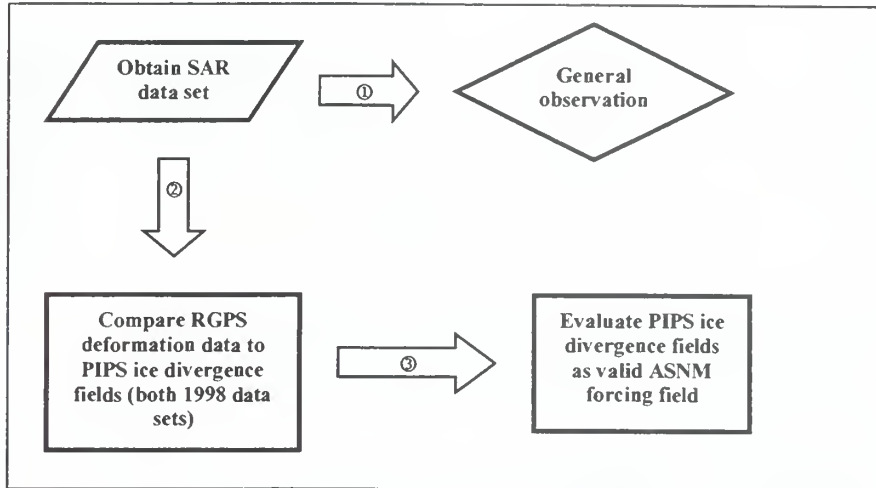 Obtain SAR
data set
①
General
observation
②
Compare RGPS
deformation data to
PIPS ice divergence
fields (both 1998 data
sets)
③
Evaluate PIPS ice
divergence fields
as valid ASNM
forcing field